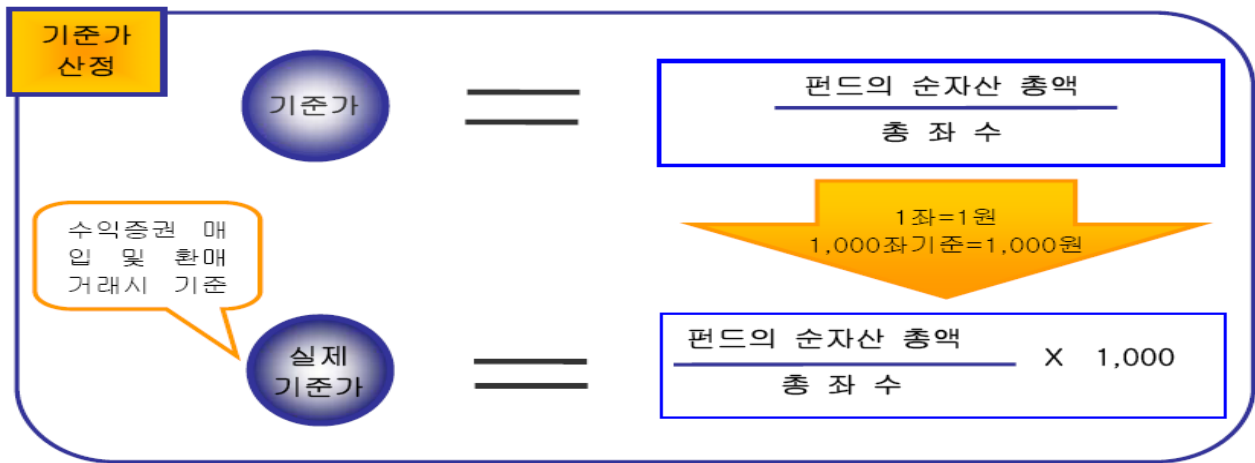 기준가
산정
기준가
펀드의 순자산 총액
총 좌 수
수익증권 매
입 및 환매
거래시 기준
1좌=1원
1,000좌기준=1,000원
실제
기준가
펀드의 순자산 총액
총 좌 수
X 1,000